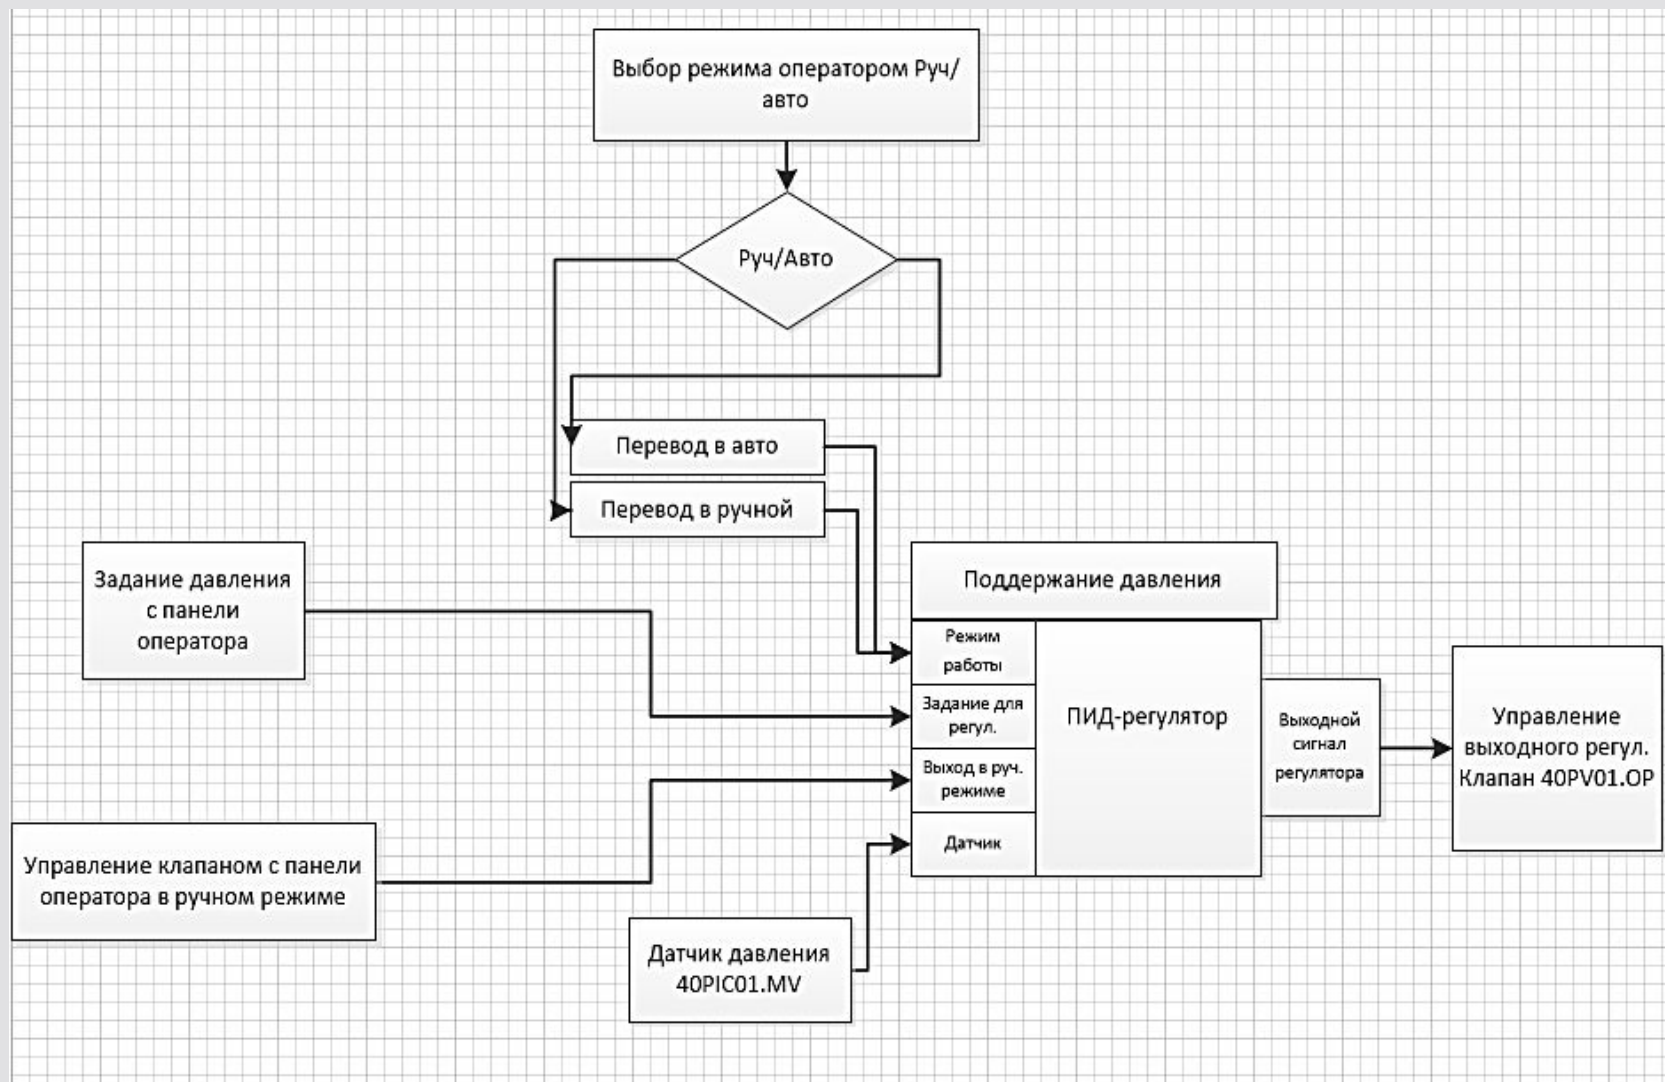 Выбор режима оператором Руч/
авто
Руч/Авто
Перевод в авто
Перевод в ручной
Задание давления
с панели
оператора
Поддержание давления
Режим
работы
Задание для
регул.
Выход в руч.
режиме
Датчик
ПИД-регулятор
Выходной
сигнал
регулятора
Управление
выходного регул.
Клапан 40PV01.OP
Управление клапаном с панели
оператора в ручном режиме
Датчик давления
40PIC01.MV